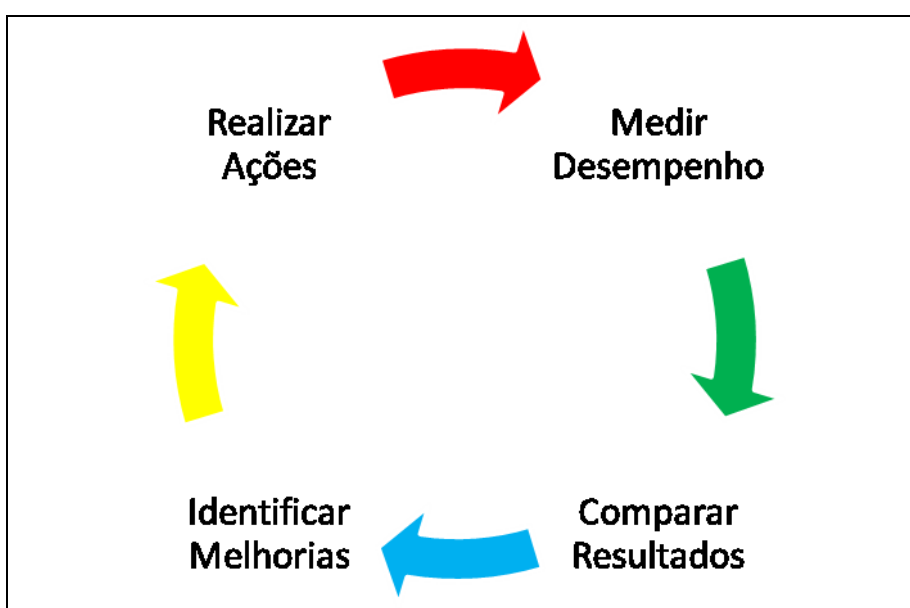 Realizar
Ações
Medir
Desempenho
Comparar
Resultados
Identificar
Melhorias